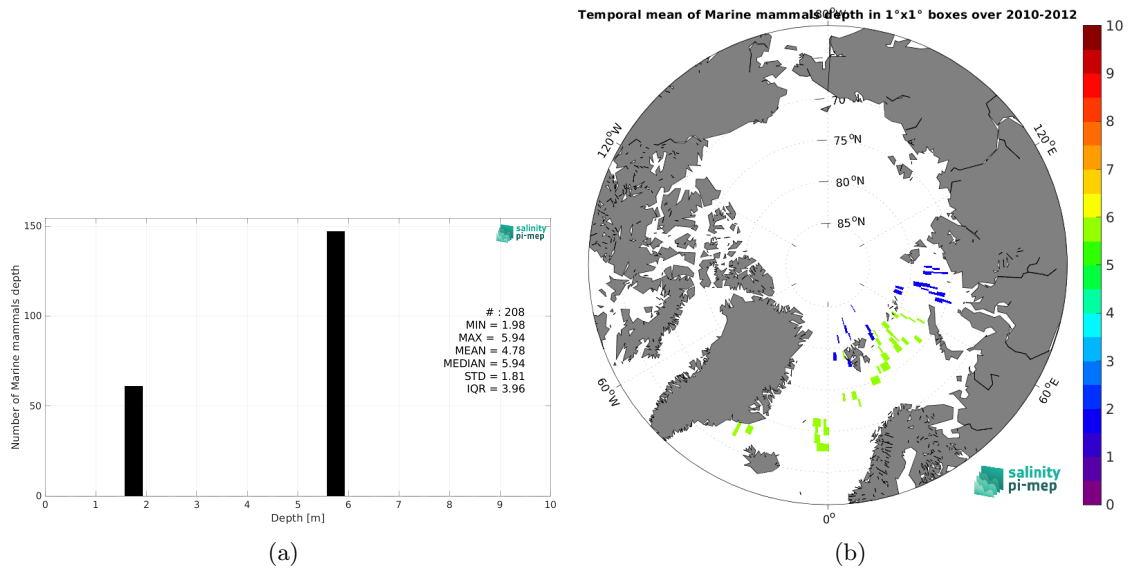 150
100
50
0
0 1 2 3 4 5 6 7 8 9 10
Number of Marine mammals depth
Depth [m]
salinity
pi-mep
# : 208
MIN = 1.98
MAX = 5.94
MEAN = 4.78
MEDIAN = 5.94
STD = 1.81
IQR = 3.96
(a)
Temporal mean of Marine mammals depth in 1°x1° boxes over 2010-2012
180°W
120°W
120°E
70
75°N
80°N
85°N
60°W
60°E
0°
10
9
8
7
6
5
4
3
2
1
0
salinity
pi-mep
(b)